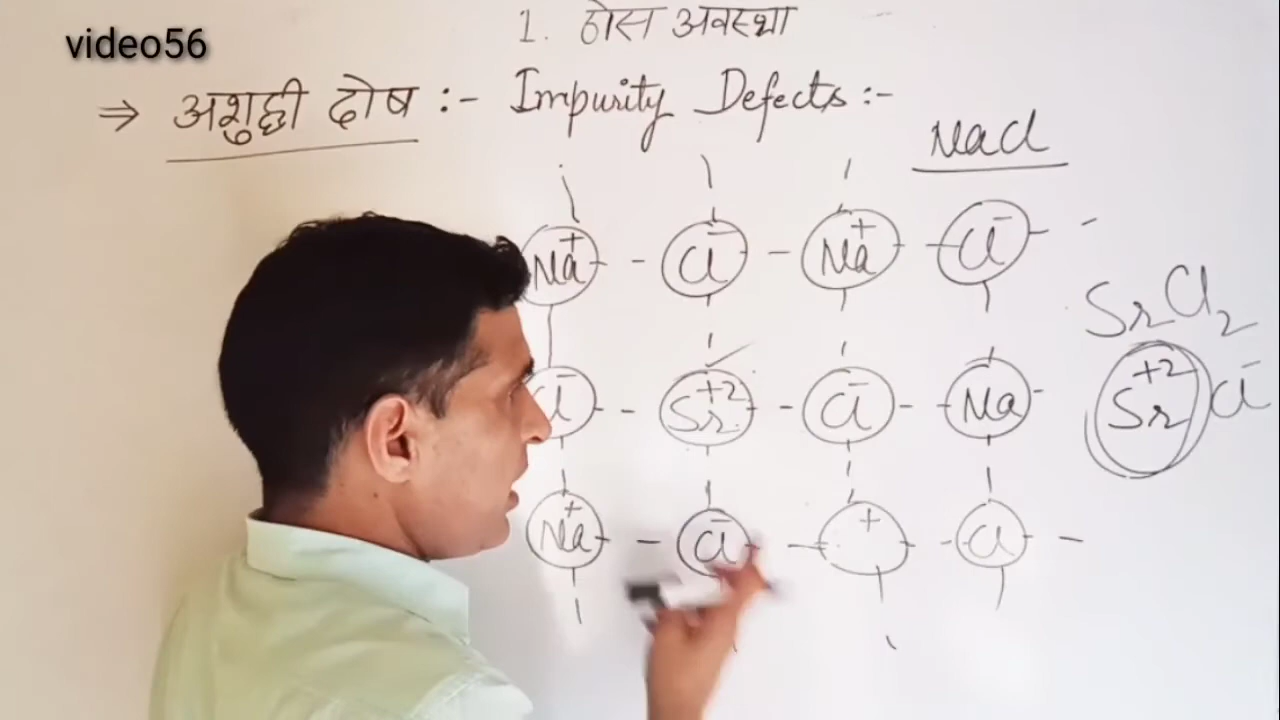 video56
1. ठोस अवस्था
⇒ अशुद्धी दोष :- Impurity Defects :-
NaCl
Na+ - Cl- - Na+ - Cl- -
SrCl2
Cl- - Sr+2 ✓ - Cl- - Na -
Sr+2 Cl-
Na+ - Cl- - + - Cl -